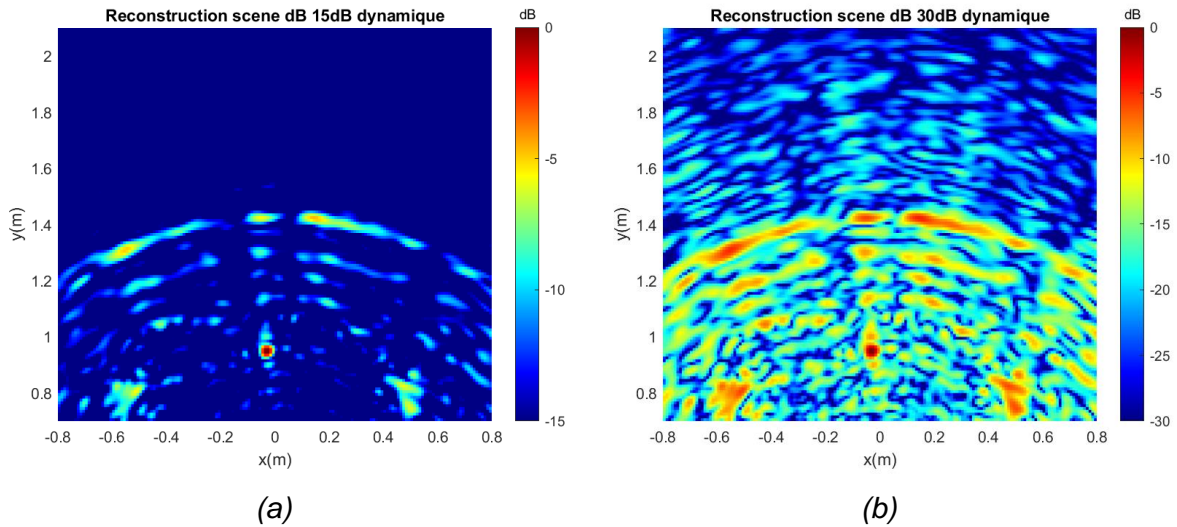 Reconstruction scene dB 15dB dynamique
dB
0
2
1.8
-5
1.6
y(m)
1.4
-10
1.2
1
0.8
-15
-0.8 -0.6 -0.4 -0.2 0 0.2 0.4 0.6 0.8
x(m)
(a)
Reconstruction scene dB 30dB dynamique
dB
0
2
-5
1.8
-10
1.6
y(m)
1.4
-15
1.2
-20
1
-25
0.8
-30
-0.8 -0.6 -0.4 -0.2 0 0.2 0.4 0.6 0.8
x(m)
(b)